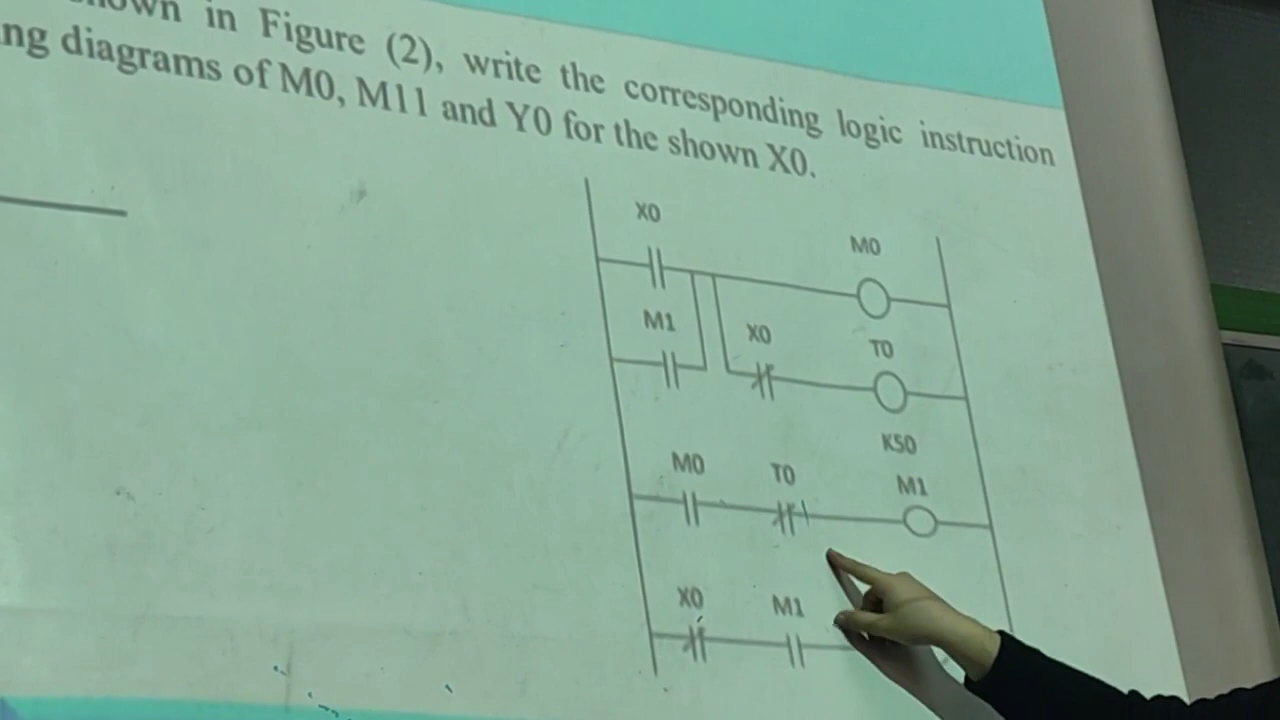 in Figure (2), write the corresponding logic instruction
diagrams of M0, M11 and Y0 for the shown X0.
X0
M0
M1
X0
T0
K50
M0
T0
M1
X0
M1